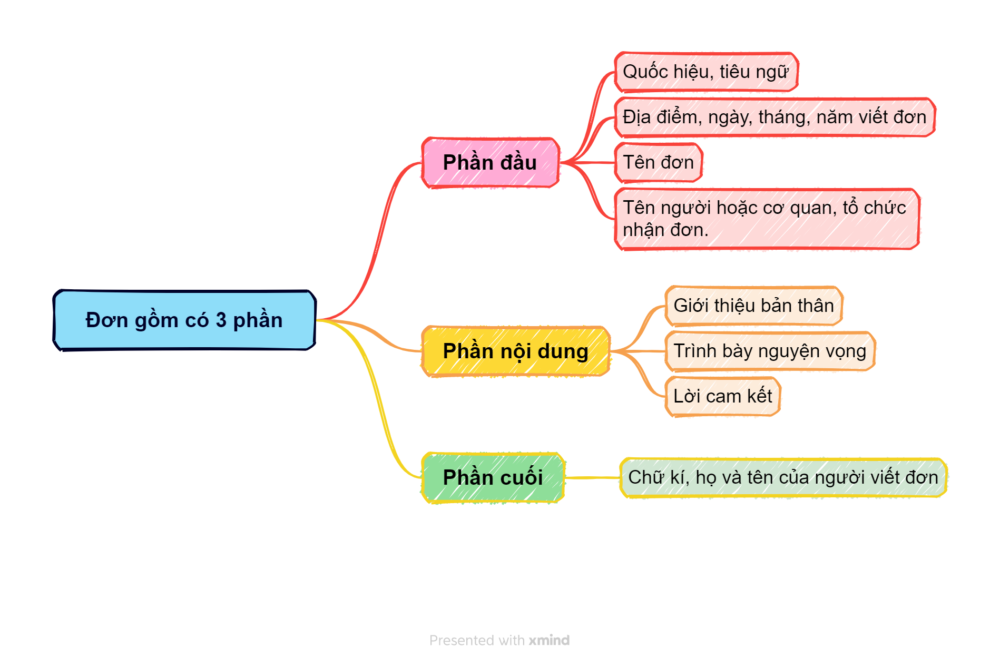 Đơn gồm có 3 phần
Phần đầu
Quốc hiệu, tiêu ngữ
Địa điểm, ngày, tháng, năm viết đơn
Tên đơn
Tên người hoặc cơ quan, tổ chức
nhận đơn.
Phần nội dung
Giới thiệu bản thân
Trình bày nguyện vọng
Lời cam kết
Phần cuối
Chữ kí, họ và tên của người viết đơn
Presented with xmind